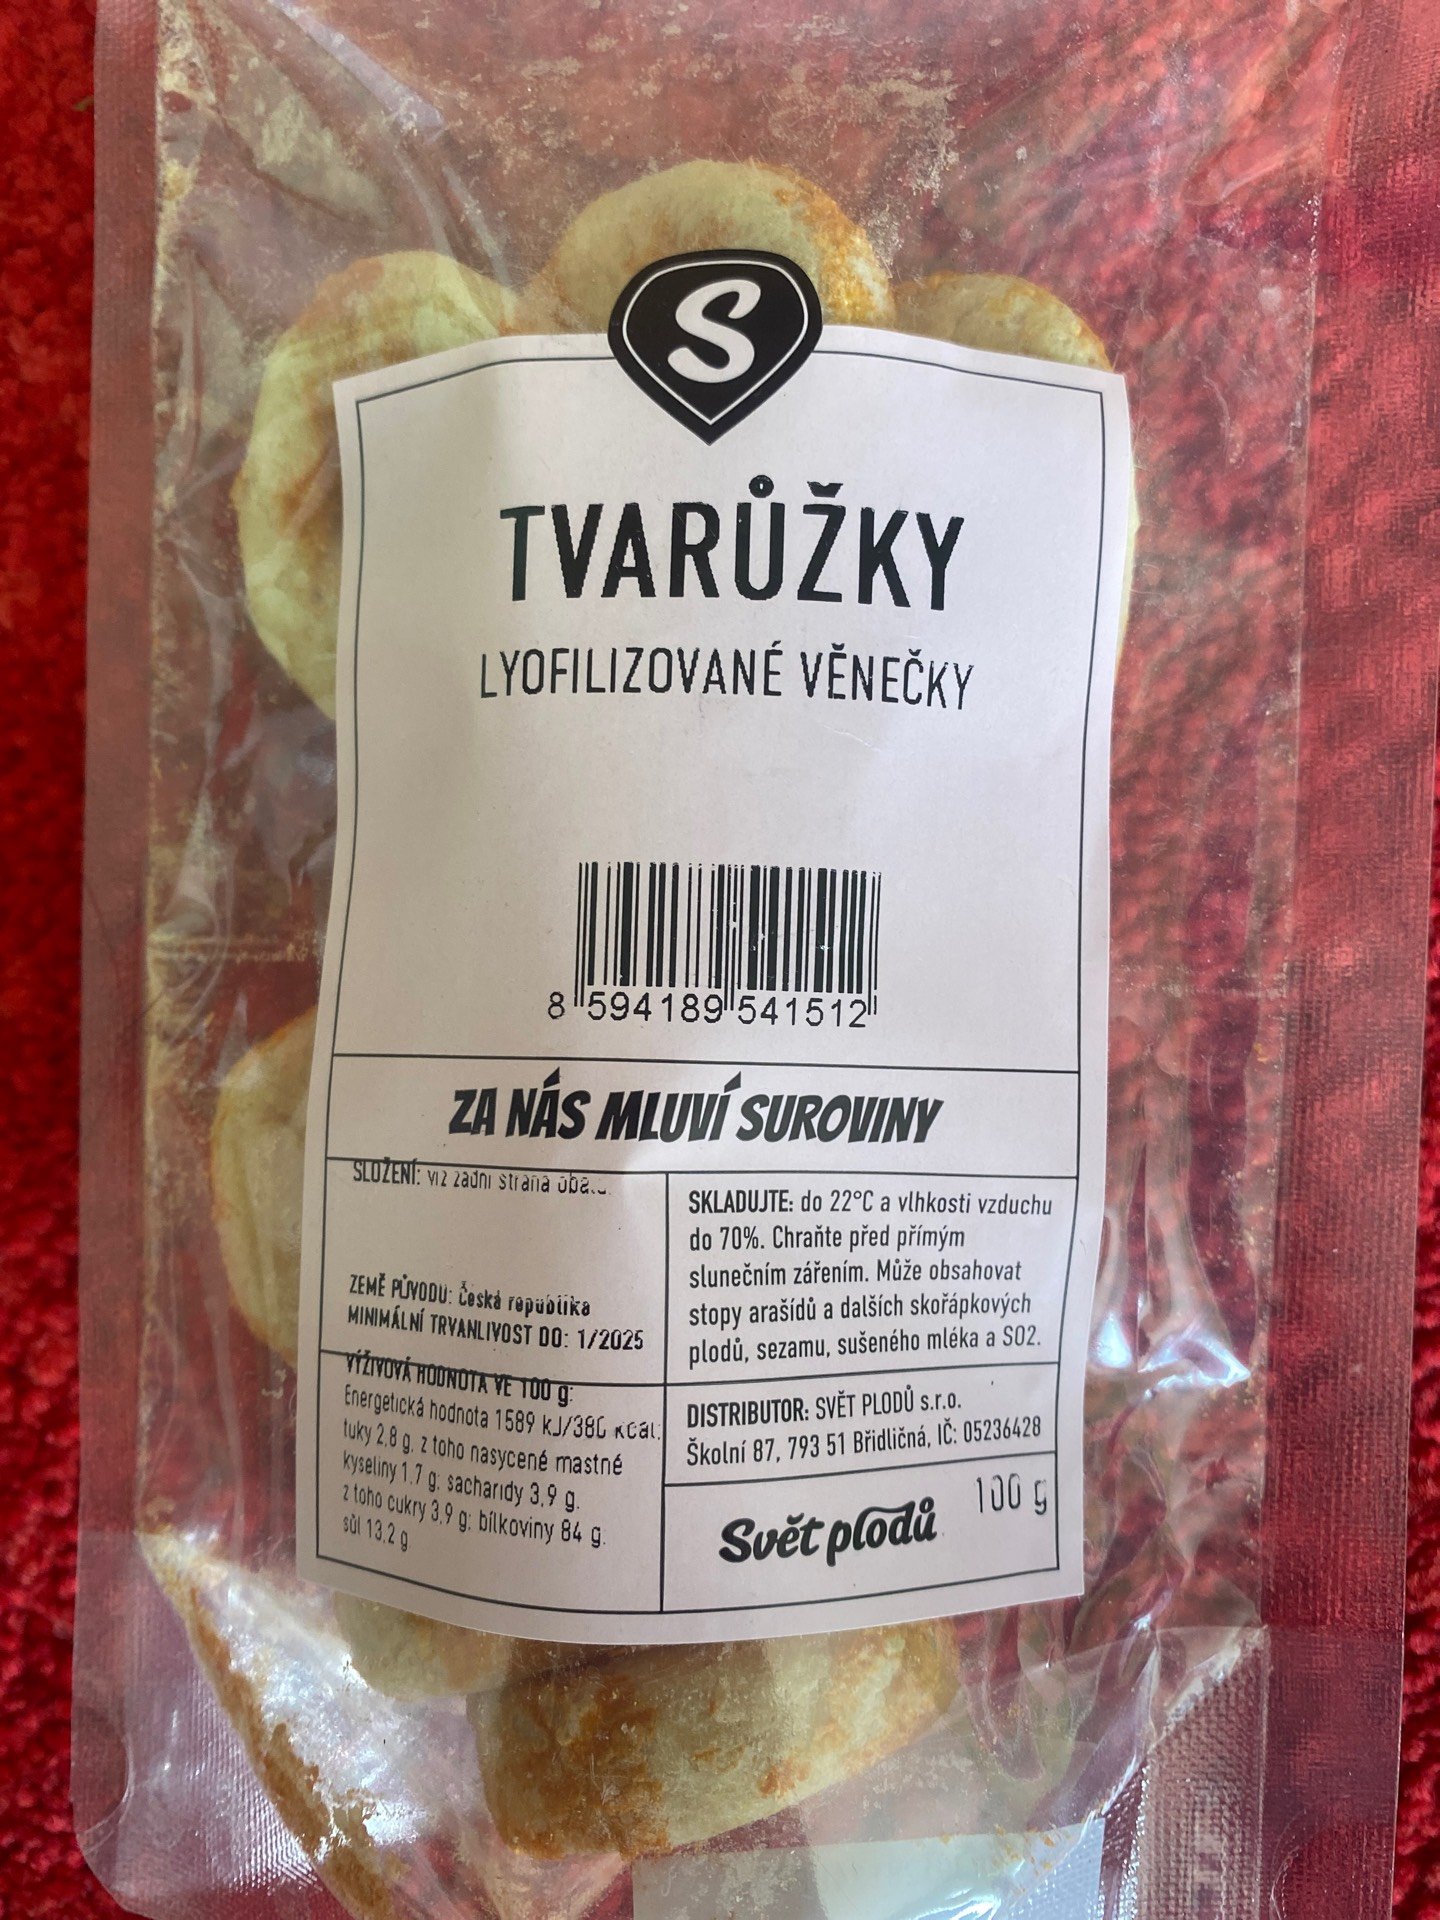 S
TVARŮŽKY
LYOFILIZOVANÉ VĚNEČKY
8 594189 541512
ZA NÁS MLUVÍ SUROVINY
SLOŽENÍ: viz zadní strana
ZEMĚ PŮVODU: Česká republika
MINIMÁLNÍ TRVANLIVOST DO: 1/2025
VÝŽIVOVÁ HODNOTA VE 100 g:
Energetická hodnota 1589 kJ/380 kcal;
tuky 2,8 g, z toho nasycené mastné
kyseliny 1,7 g; sacharidy 3,9 g,
z toho cukry 3,9 g; bílkoviny 84 g,
sůl 13,2 g
SKLADUJTE: do 22°C a vlhkosti vzduchu
do 70%. Chraňte před přímým
slunečním zářením. Může obsahovat
stopy arašídů a dalších skořápkových
plodů, sezamu, sušeného mléka a SO2.
DISTRIBUTOR: SVĚT PLODŮ s.r.o.
Školní 87, 793 51 Břidličná, IČ: 05236428
Svět plodů
100 g